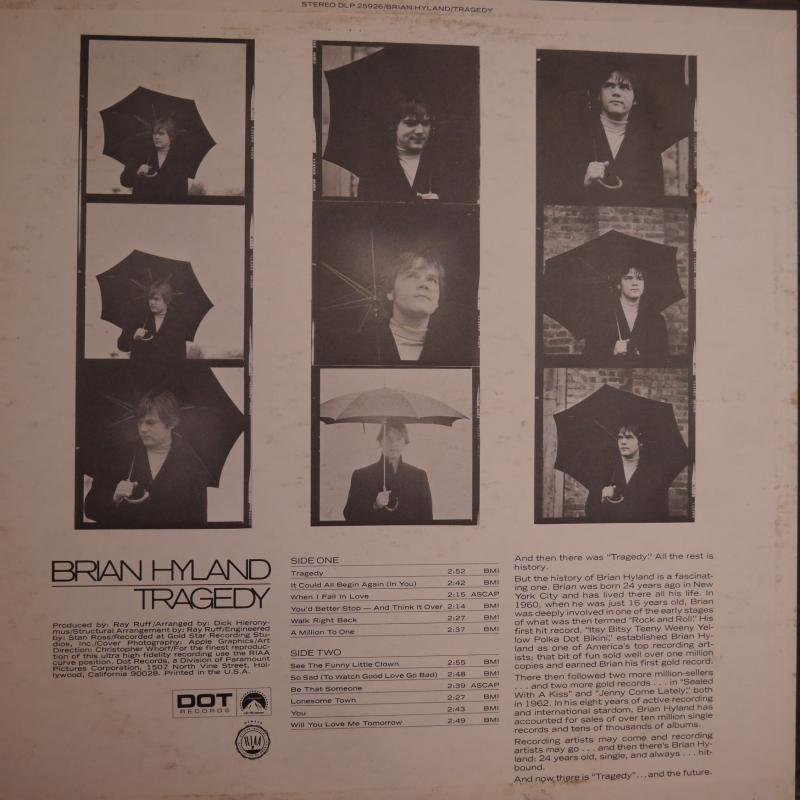 STEREO DLP 25926/BRIAN HYLAND/TRAGEDY
BRIAN HYLAND
TRAGEDY
Produced by: Ray Ruff/Arranged by: Dick Hierony-
mus/Structural Arrangement by: Ray Ruff/Engineered
by: Stan Ross/Recorded at Gold Star Recording Stu-
dios, Inc./Cover Photography: Apple Graphics/Art
Direction: Christopher Whorf/For the finest reproduc-
tion of this ultra high fidelity recording use the RIAA
curve position. Dot Records, a Division of Paramount
Pictures Corporation, 1507 North Vine Street, Hol-
lywood, California 90028. Printed in the U.S.A.
DOT
RECORDS
SIDE ONE
Tragedy 2:52 BMI
It Could All Begin Again (In You) 2:42 BMI
When I Fall In Love 2:15 ASCAP
You'd Better Stop — And Think It Over 2:14 BMI
Walk Right Back 2:27 BMI
A Million To One 2:37 BMI
SIDE TWO
See The Funny Little Clown 2:55 BMI
So Sad (To Watch Good Love Go Bad) 2:48 BMI
Be That Someone 2:39 ASCAP
Lonesome Town 2:27 BMI
You 2:43 BMI
Will You Love Me Tomorrow 2:49 BMI
And then there was "Tragedy." All the rest is
history.
But the history of Brian Hyland is a fascinat-
ing one. Brian was born 24 years ago in New
York City and has lived there all his life. In
1960, when he was just 16 years old, Brian
was deeply involved in one of the early stages
of what was then termed "Rock and Roll." His
first hit record, "Itsy Bitsy Teeny Weeny Yel-
low Polka Dot Bikini," established Brian Hy-
land as one of America's top recording art-
ists; that bit of fun sold well over one million
copies and earned Brian his first gold record.
There then followed two more million-sellers
. . . and two more gold records . . . in "Sealed
With A Kiss" and "Jenny Come Lately," both
in 1962. In his eight years of active recording
and international stardom, Brian Hyland has
accounted for sales of over ten million single
records and tens of thousands of albums.
Recording artists may come and recording
artists may go . . . and then there's Brian Hy-
land: 24 years old, single, and always . . . hit-
bound.
And now there is "Tragedy" . . . and the future.